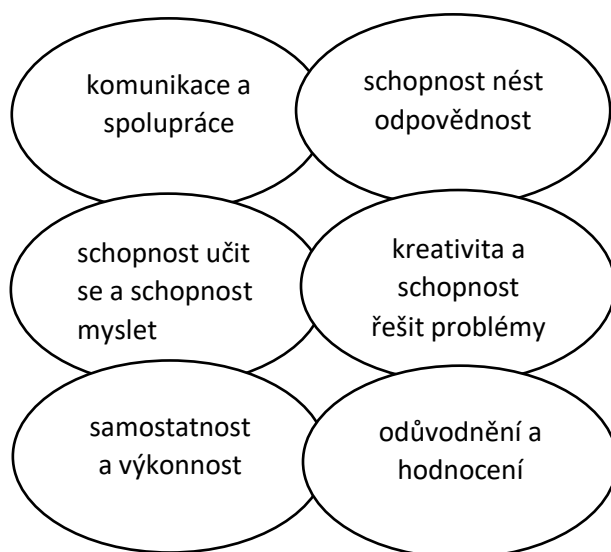 komunikace a
spolupráce
schopnost nést
odpovědnost
schopnost učit
se a schopnost
myslet
kreativita a
schopnost
řešit problémy
samostatnost
a výkonnost
odůvodnění a
hodnocení